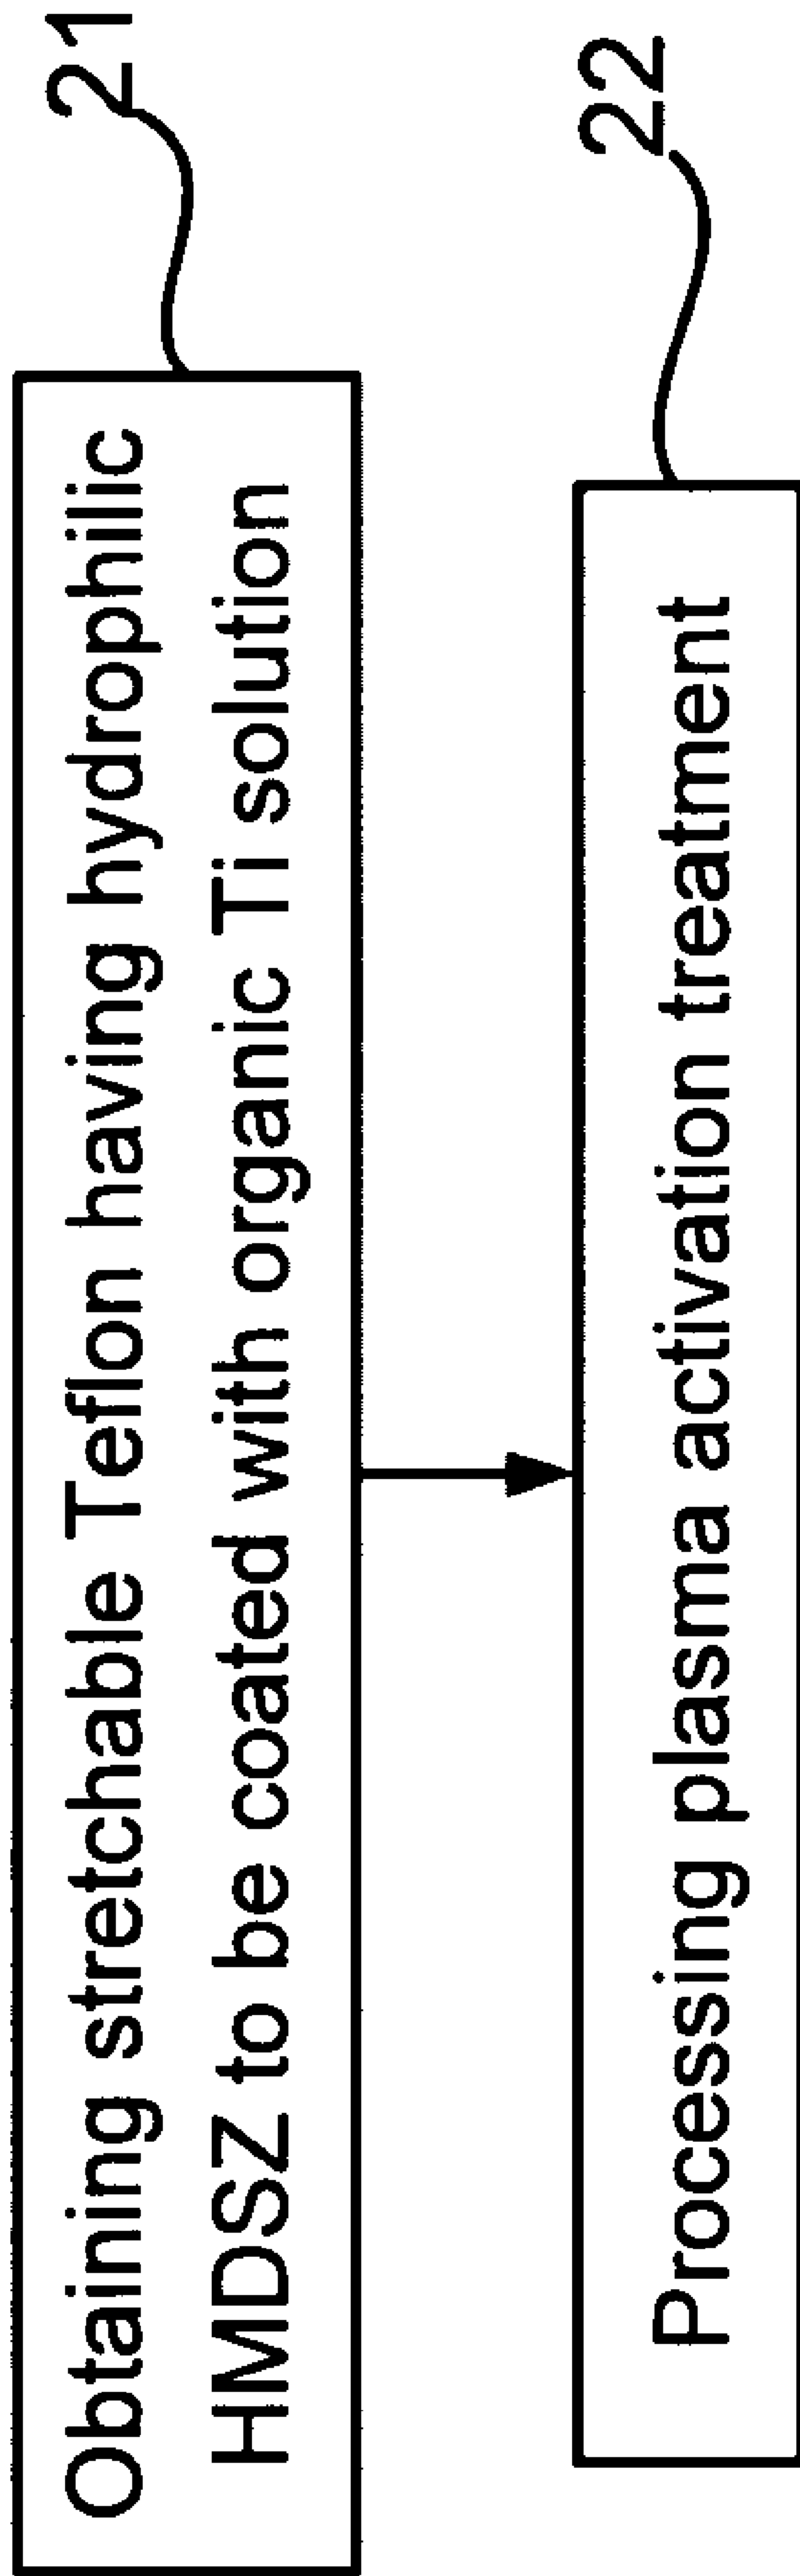 Obtaining stretchable Teflon having hydrophilic
HMDSZ to be coated with organic Ti solution
21
Processing plasma activation treatment
22